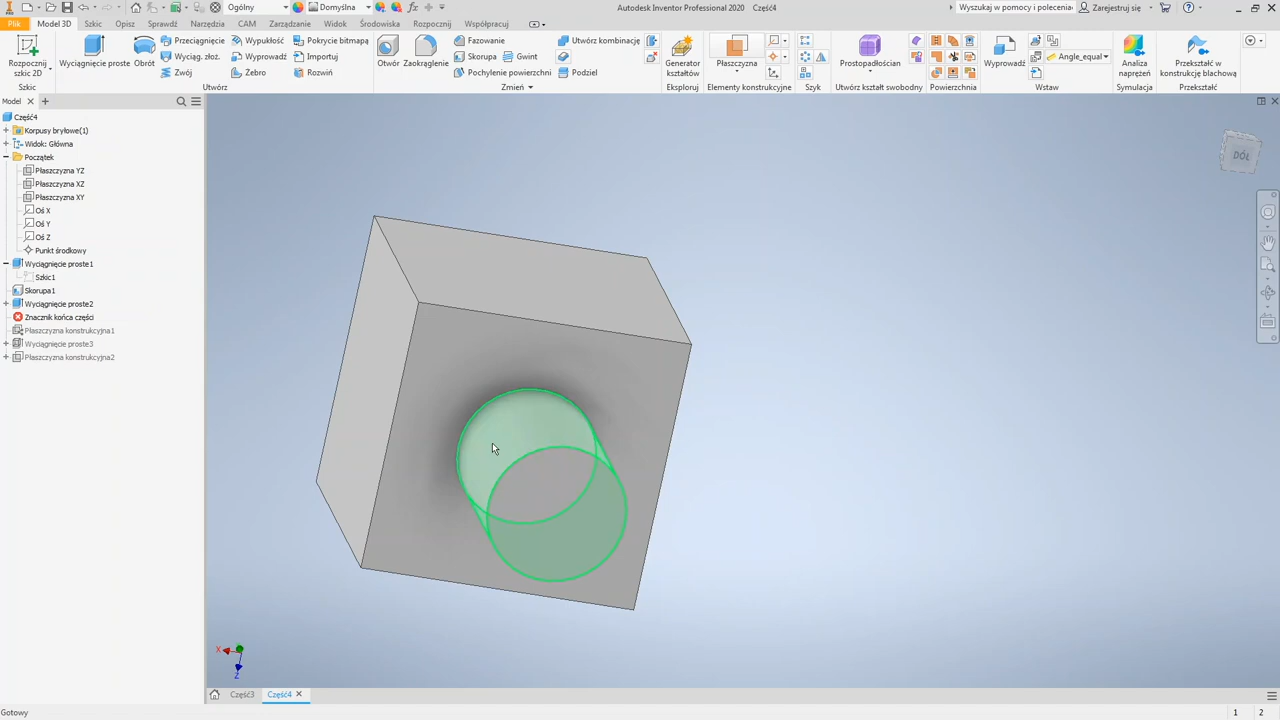 Ogólny
Domyślna
Autodesk Inventor Professional 2020 Część4
Wyszukaj w pomocy i polecenia
Zarejestruj się
Plik
Model 3D
Szkic
Opisz
Sprawdź
Narzędzia
CAM
Zarządzanie
Widok
Środowiska
Rozpocznij
Współpracuj
Rozpocznij
szkic 2D
Szkic
Wyciągnięcie proste
Obrót
Przeciągnięcie
Wyciąg. złoż.
Zwój
Wypukłość
Wyprowadź
Żebro
Pokrycie bitmapą
Importuj
Rozwiń
Utwórz
Otwór
Zaokrąglenie
Fazowanie
Skorupa
Gwint
Pochylenie powierzchni
Utwórz kombinację
Podziel
Zmień
Generator
kształtów
Eksploruj
Płaszczyzna
Elementy konstrukcyjne
Szyk
Prostopadłościan
Utwórz kształt swobodny
Powierzchnia
Wyprowadź
Angle_equal
Wstaw
Analiza
naprężeń
Symulacja
Przekształć w
konstrukcję blachową
Przekształć
Model
Część4
Korpusy bryłowe(1)
Widok: Główna
Początek
Płaszczyzna YZ
Płaszczyzna XZ
Płaszczyzna XY
Oś X
Oś Y
Oś Z
Punkt środkowy
Wyciągnięcie proste1
Szkic1
Skorupa1
Wyciągnięcie proste2
Znacznik końca części
Płaszczyzna konstrukcyjna1
Wyciągnięcie proste3
Płaszczyzna konstrukcyjna2
DÓŁ
X
Z
Część3
Część4
Gotowy
1
2